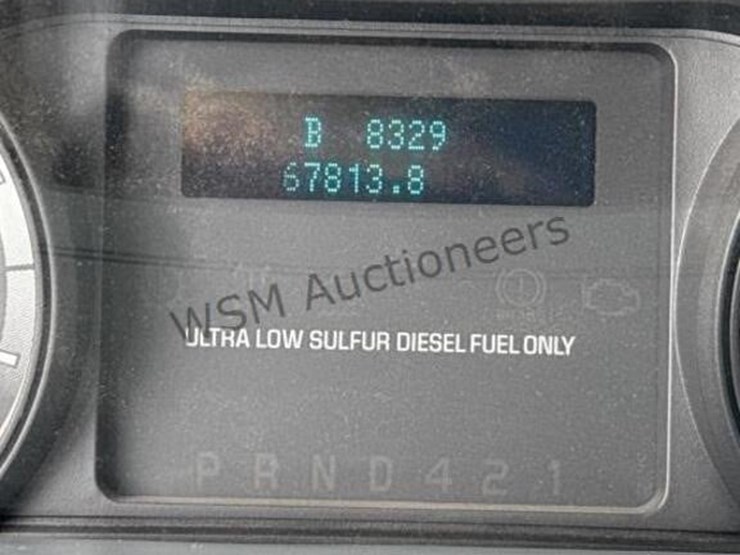 B 8329
67813.8
WSM Auctioneers
ULTRA LOW SULFUR DIESEL FUEL ONLY
P R N D 4 2 1